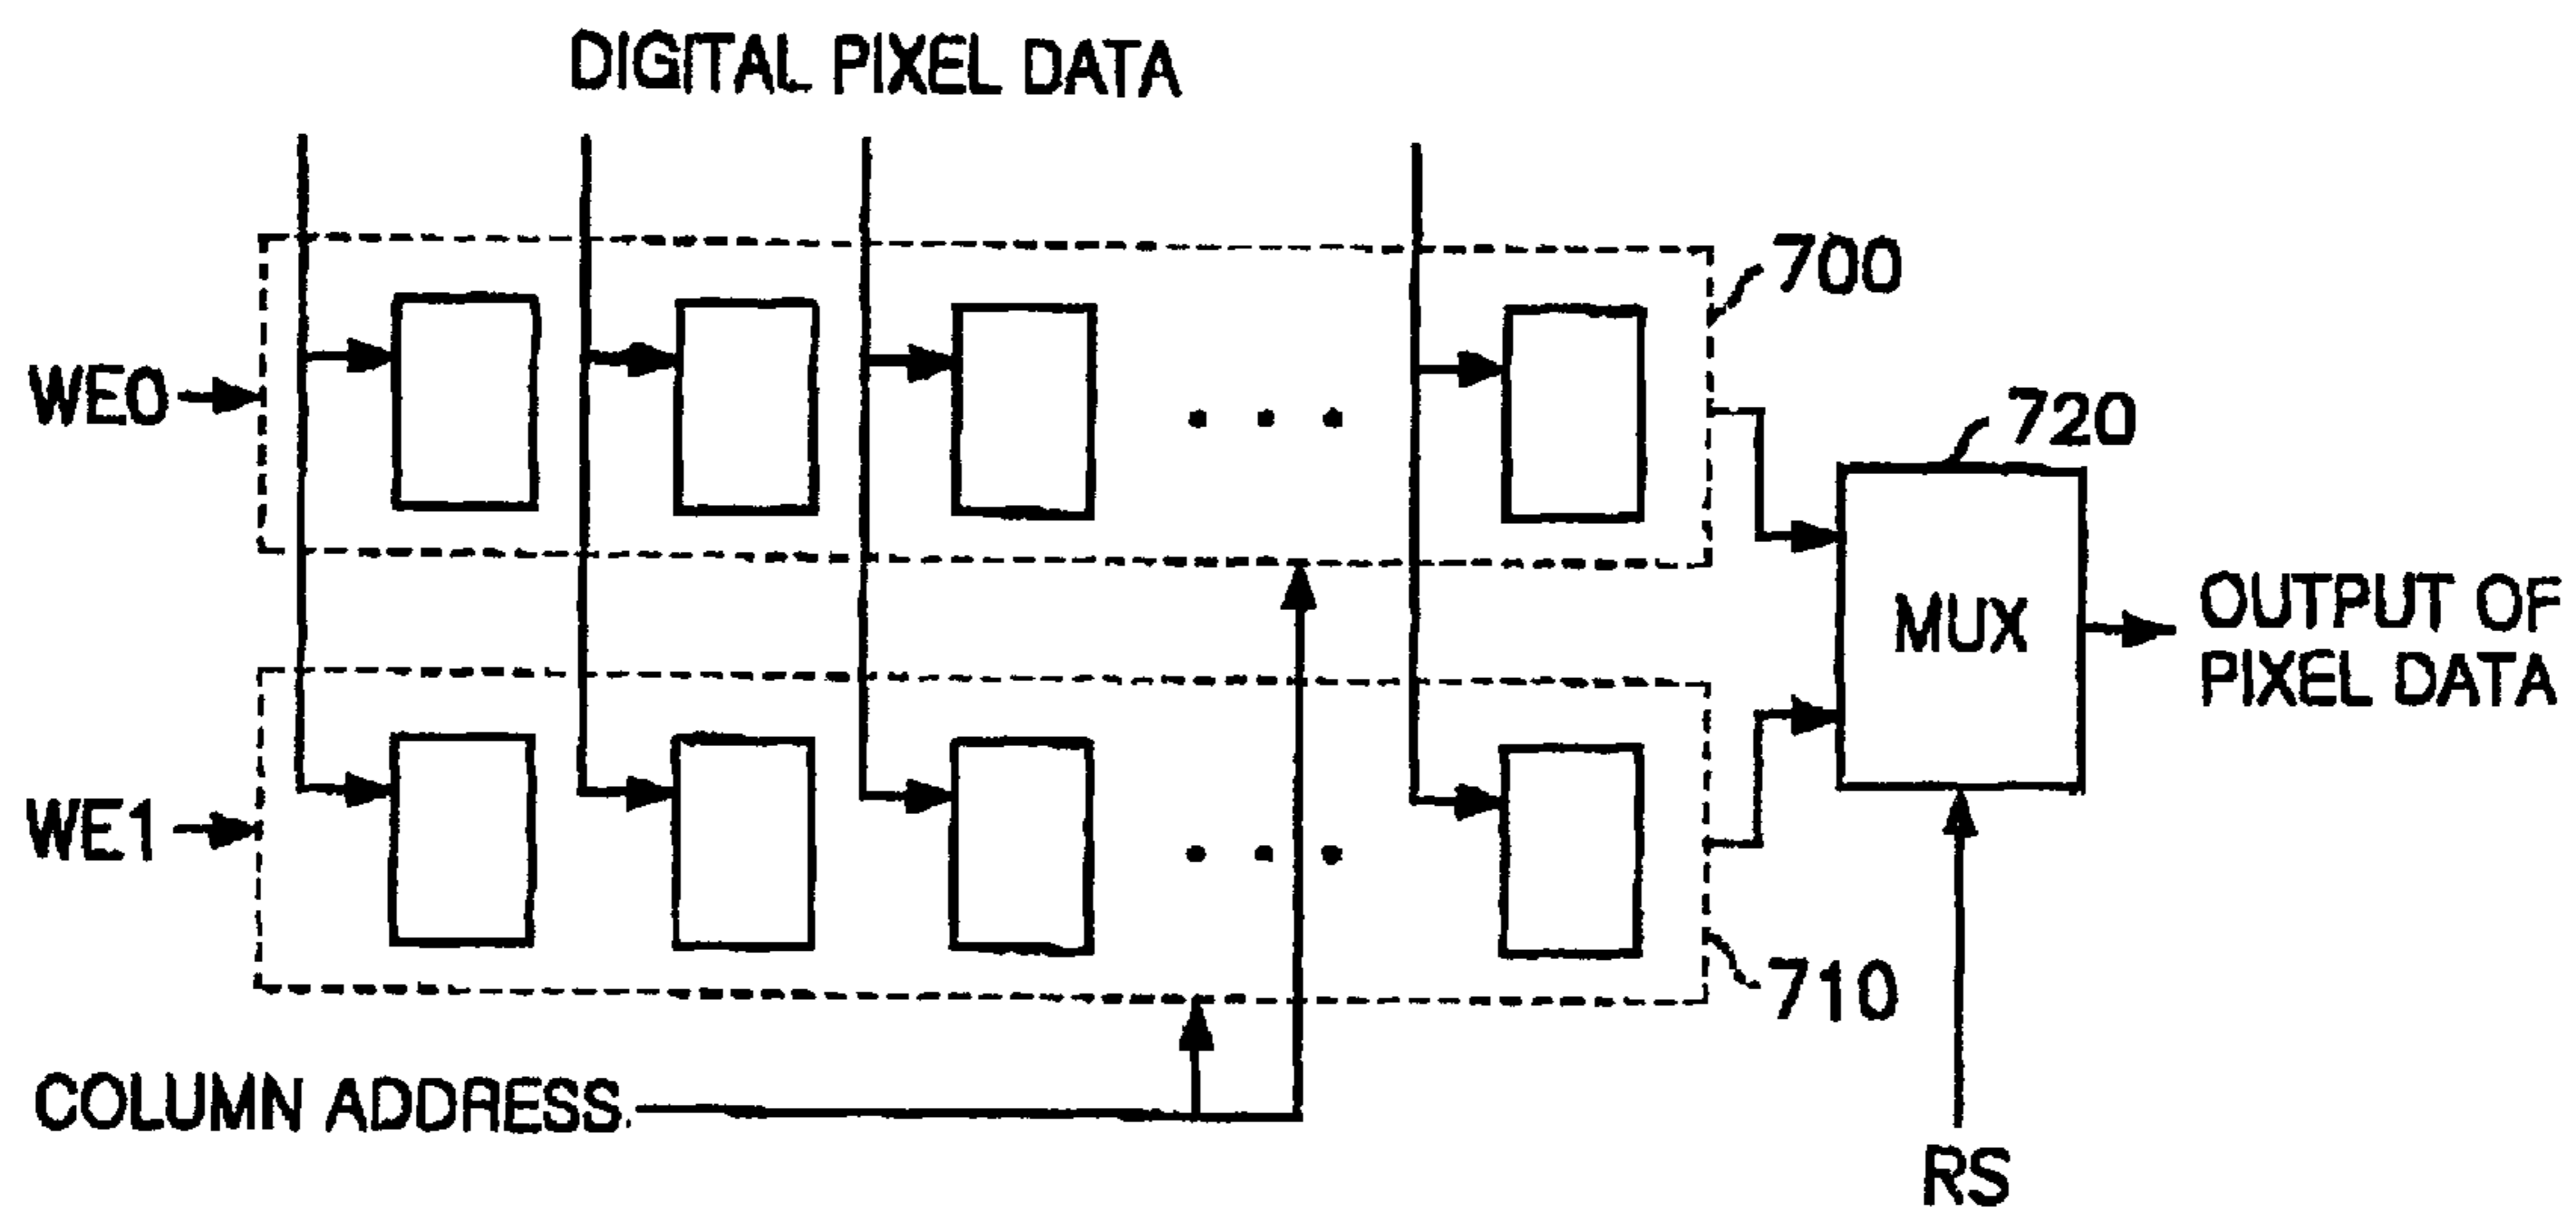 DIGITAL PIXEL DATA
700
WE0
720
MUX
OUTPUT OF
PIXEL DATA
WE1
710
COLUMN ADDRESS
RS